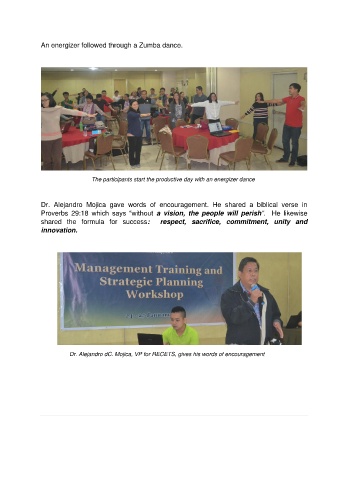 An energizer followed through a Zumba dance.
The participants start the productive day with an energizer dance
Dr. Alejandro Mojica gave words of encouragement. He shared a biblical verse in
Proverbs 29:18 which says "without a vision, the people will perish". He likewise
shared the formula for success: respect, sacrifice, commitment, unity and
innovation.
Management Training and
Strategic Planning
Workshop
Dr. Alejandro dC. Mojica, VP for RECETS, gives his words of encouragement